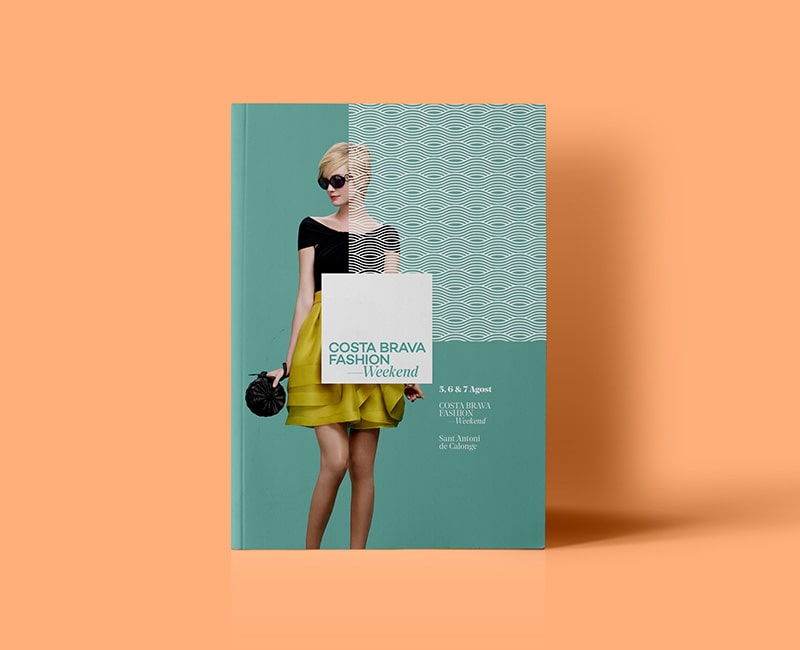 COSTA BRAVA
FASHION
Weekend
5, 6 & 7 Agost
COSTA BRAVA
FASHION
Weekend
Sant Antoni
de Calonge